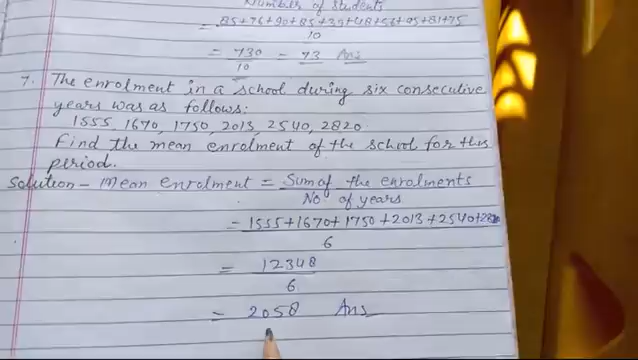 Number of students
= 85+76+90+85+39+48+56+95+81+75
10
= 730 = 73 Ans
10
7. The enrolment in a school during six consecutive
years was as follows:
1555, 1670, 1750, 2013, 2540, 2820.
Find the mean enrolment of the school for this
period.
Solution - Mean enrolment = Sum of the enrolments
No of years
= 1555+1670+1750+2013+2540+2820
6
= 12348
6
= 2058 Ans